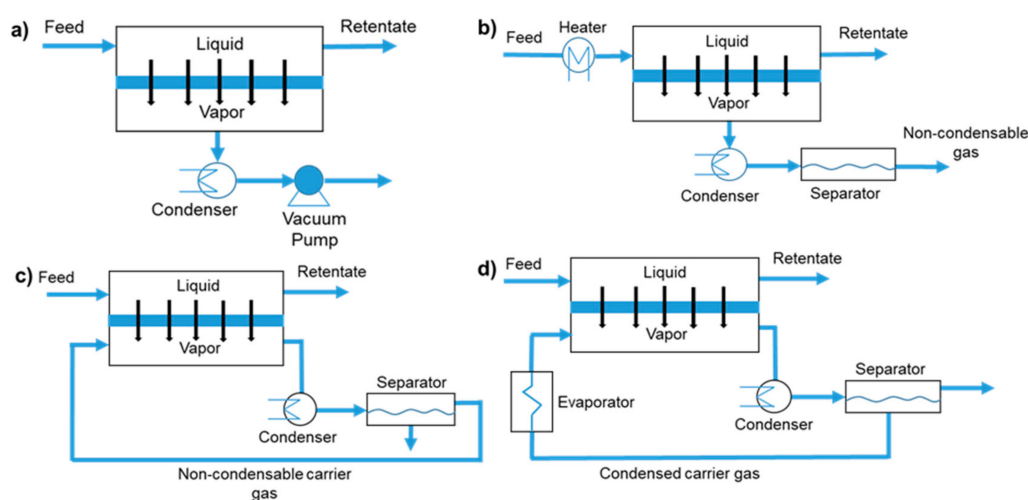 a)
Feed
Liquid
Retentate
Vapor
Condenser
Vacuum
Pump
b)
Feed
Heater
Liquid
Retentate
Vapor
Non-condensable
gas
Condenser
Separator
c)
Feed
Liquid
Retentate
Vapor
Separator
Condenser
Non-condensable carrier
gas
d)
Feed
Liquid
Retentate
Vapor
Separator
Evaporator
Condenser
Condensed carrier gas